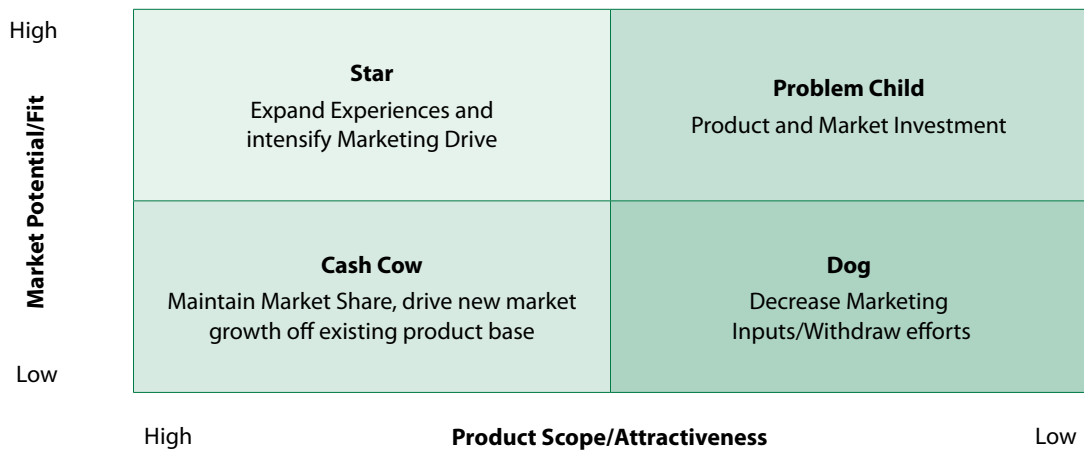 High
Market Potential/Fit
Low
Star
Expand Experiences and
intensify Marketing Drive
Problem Child
Product and Market Investment
Cash Cow
Maintain Market Share, drive new market
growth off existing product base
Dog
Decrease Marketing
Inputs/Withdraw efforts
High
Product Scope/Attractiveness
Low